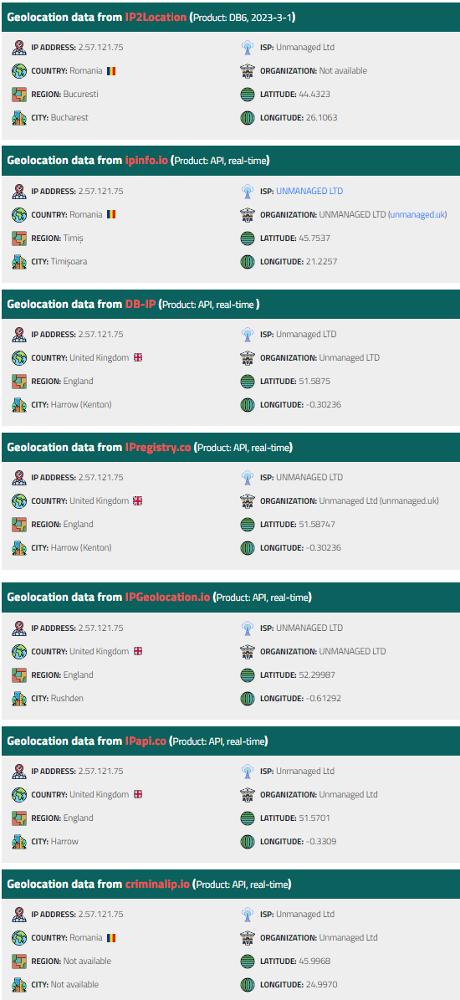 Geolocation data from IP2Location (Product: DB6, 2023-3-1)
IP ADDRESS: 2.57.121.75
ISP: Unmanaged Ltd
COUNTRY: Romania
ORGANIZATION: Not available
REGION: Bucuresti
LATITUDE: 44.4323
CITY: Bucharest
LONGITUDE: 26.1063
Geolocation data from ipinfo.io (Product: API, real-time)
IP ADDRESS: 2.57.121.75
ISP: UNMANAGED LTD
COUNTRY: Romania
ORGANIZATION: UNMANAGED LTD (unmanaged.uk)
REGION: Timiș
LATITUDE: 45.7537
CITY: Timișoara
LONGITUDE: 21.2257
Geolocation data from DB-IP (Product: API, real-time )
IP ADDRESS: 2.57.121.75
ISP: Unmanaged LTD
COUNTRY: United Kingdom
ORGANIZATION: Unmanaged LTD
REGION: England
LATITUDE: 51.5875
CITY: Harrow (Kenton)
LONGITUDE: -0.30236
Geolocation data from IPregistry.co (Product: API, real-time)
IP ADDRESS: 2.57.121.75
ISP: UNMANAGED LTD
COUNTRY: United Kingdom
ORGANIZATION: Unmanaged Ltd (unmanaged.uk)
REGION: England
LATITUDE: 51.58747
CITY: Harrow (Kenton)
LONGITUDE: -0.30236
Geolocation data from IPGeolocation.io (Product: API, real-time)
IP ADDRESS: 2.57.121.75
ISP: UNMANAGED LTD
COUNTRY: United Kingdom
ORGANIZATION: UNMANAGED LTD
REGION: England
LATITUDE: 52.29987
CITY: Rushden
LONGITUDE: -0.61292
Geolocation data from IPapi.co (Product: API, real-time)
IP ADDRESS: 2.57.121.75
ISP: Unmanaged Ltd
COUNTRY: United Kingdom
ORGANIZATION: Unmanaged Ltd
REGION: England
LATITUDE: 51.5701
CITY: Harrow
LONGITUDE: -0.3309
Geolocation data from criminalip.io (Product: API, real-time)
IP ADDRESS: 2.57.121.75
ISP: Unmanaged Ltd
COUNTRY: Romania
ORGANIZATION: Unmanaged Ltd
REGION: Not available
LATITUDE: 45.9968
CITY: Not available
LONGITUDE: 24.9970